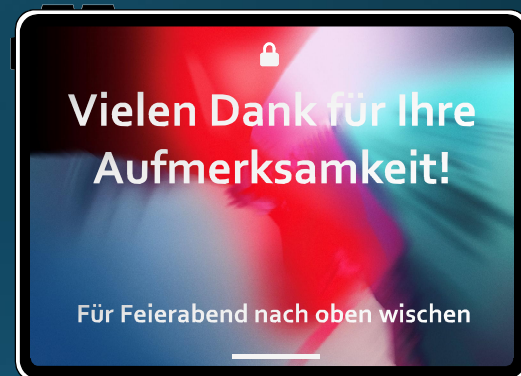 Vielen Dank für Ihre
Aufmerksamkeit!
Für Feierabend nach oben wischen